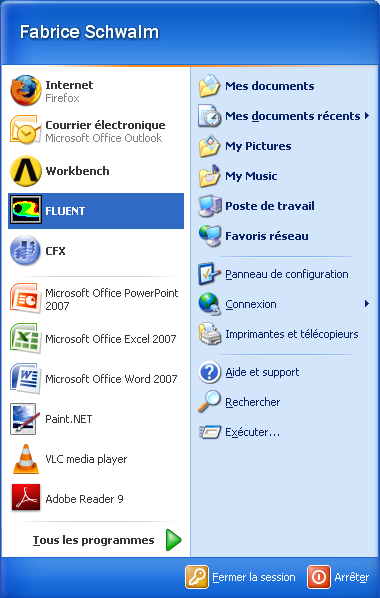 Fabrice Schwalm
Internet
Firefox
Courrier électronique
Microsoft Office Outlook
Workbench
FLUENT
CFX
Microsoft Office PowerPoint
2007
Microsoft Office Excel 2007
Microsoft Office Word 2007
Paint.NET
VLC media player
Adobe Reader 9
Tous les programmes
Mes documents
Mes documents récents
My Pictures
My Music
Poste de travail
Favoris réseau
Panneau de configuration
Connexion
Imprimantes et télécopieurs
Aide et support
Rechercher
Exécuter...
Fermer la session
Arrêter